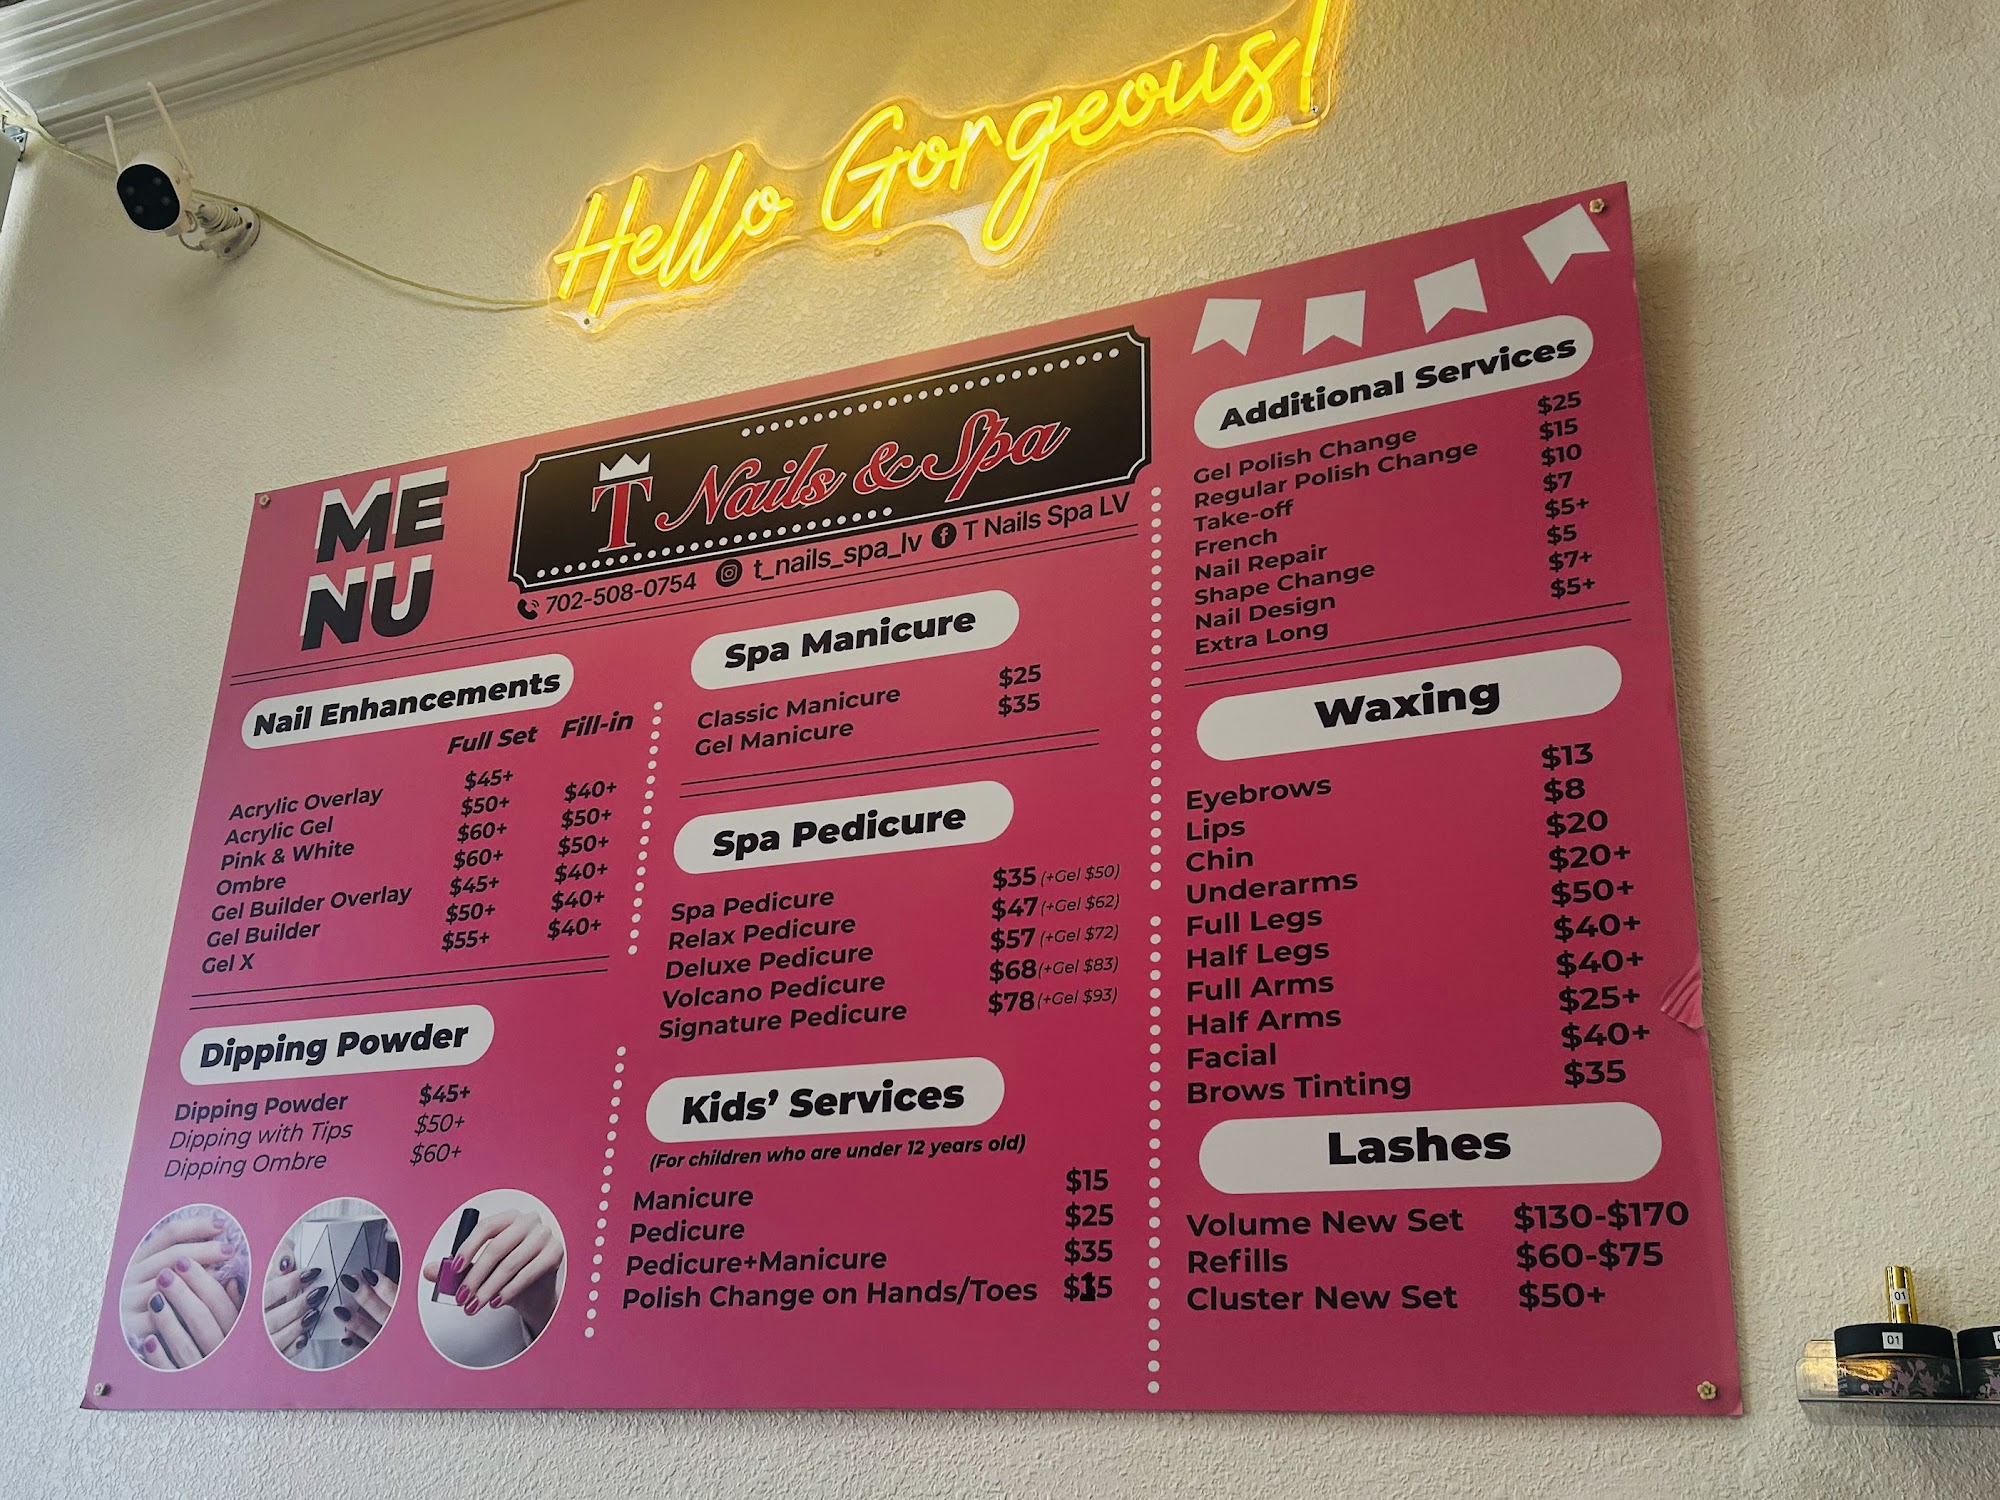 Hello Gorgeous!
ME
NU
T Nails & Spa
702-508-0754 t_nails_spa_lv T Nails Spa LV
Nail Enhancements
Full Set Fill-in
Acrylic Overlay $45+
Acrylic Gel $50+ $40+
Pink & White $60+ $50+
Ombre $60+ $50+
Gel Builder Overlay $45+ $40+
Gel Builder $50+ $40+
Gel X $55+ $40+
Dipping Powder
Dipping Powder $45+
Dipping with Tips $50+
Dipping Ombre $60+
Spa Manicure
Classic Manicure $25
Gel Manicure $35
Spa Pedicure
Spa Pedicure $35 (+Gel $50)
Relax Pedicure $47 (+Gel $62)
Deluxe Pedicure $57 (+Gel $72)
Volcano Pedicure $68 (+Gel $83)
Signature Pedicure $78 (+Gel $93)
Kids' Services
(For children who are under 12 years old)
Manicure $15
Pedicure $25
Pedicure+Manicure $35
Polish Change on Hands/Toes $15
Additional Services
Gel Polish Change $25
Regular Polish Change $15
Take-off $10
French $7
Nail Repair $5+
Shape Change $5
Nail Design $7+
Extra Long $5+
Waxing
Eyebrows $13
Lips $8
Chin $20
Underarms $20+
Full Legs $50+
Half Legs $40+
Full Arms $40+
Half Arms $25+
Facial $40+
Brows Tinting $35
Lashes
Volume New Set $130-$170
Refills $60-$75
Cluster New Set $50+
01
01